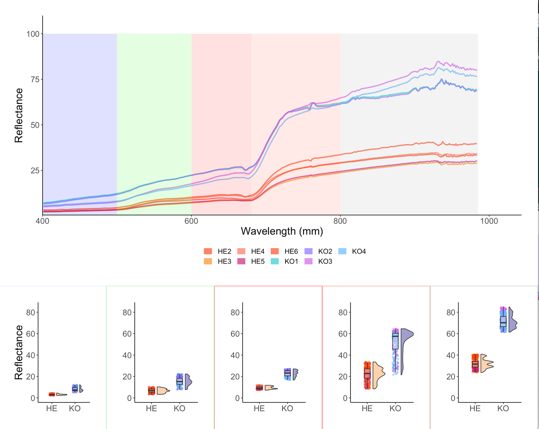 100
75
Reflectance
50
25
400 600 800 1000
Wavelength (mm)
HE2 HE4 HE6 KO2 KO4
HE3 HE5 KO1 KO3
Reflectance
80 80 80 80 80
60 60 60 60 60
40 40 40 40 40
20 20 20 20 20
0 0 0 0 0
HE KO HE KO HE KO HE KO HE KO